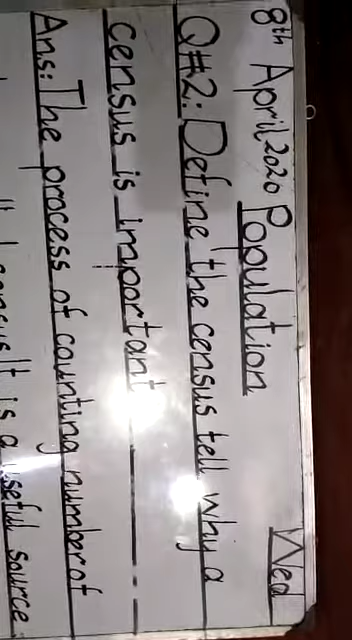 8th April 2020 Population Wed
Q#2: Define the census tell why a
census is important
Ans: The process of counting number of
census It is a useful source